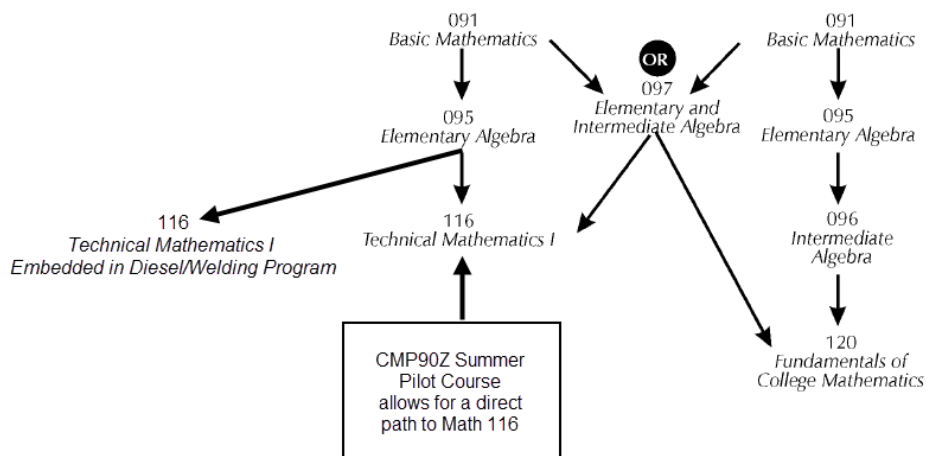 091
Basic Mathematics
091
Basic Mathematics
OR
097
Elementary and
Intermediate Algebra
095
Elementary Algebra
095
Elementary Algebra
116
Technical Mathematics I
Embedded in Diesel/Welding Program
116
Technical Mathematics I
096
Intermediate
Algebra
CMP90Z Summer
Pilot Course
allows for a direct
path to Math 116
120
Fundamentals of
College Mathematics